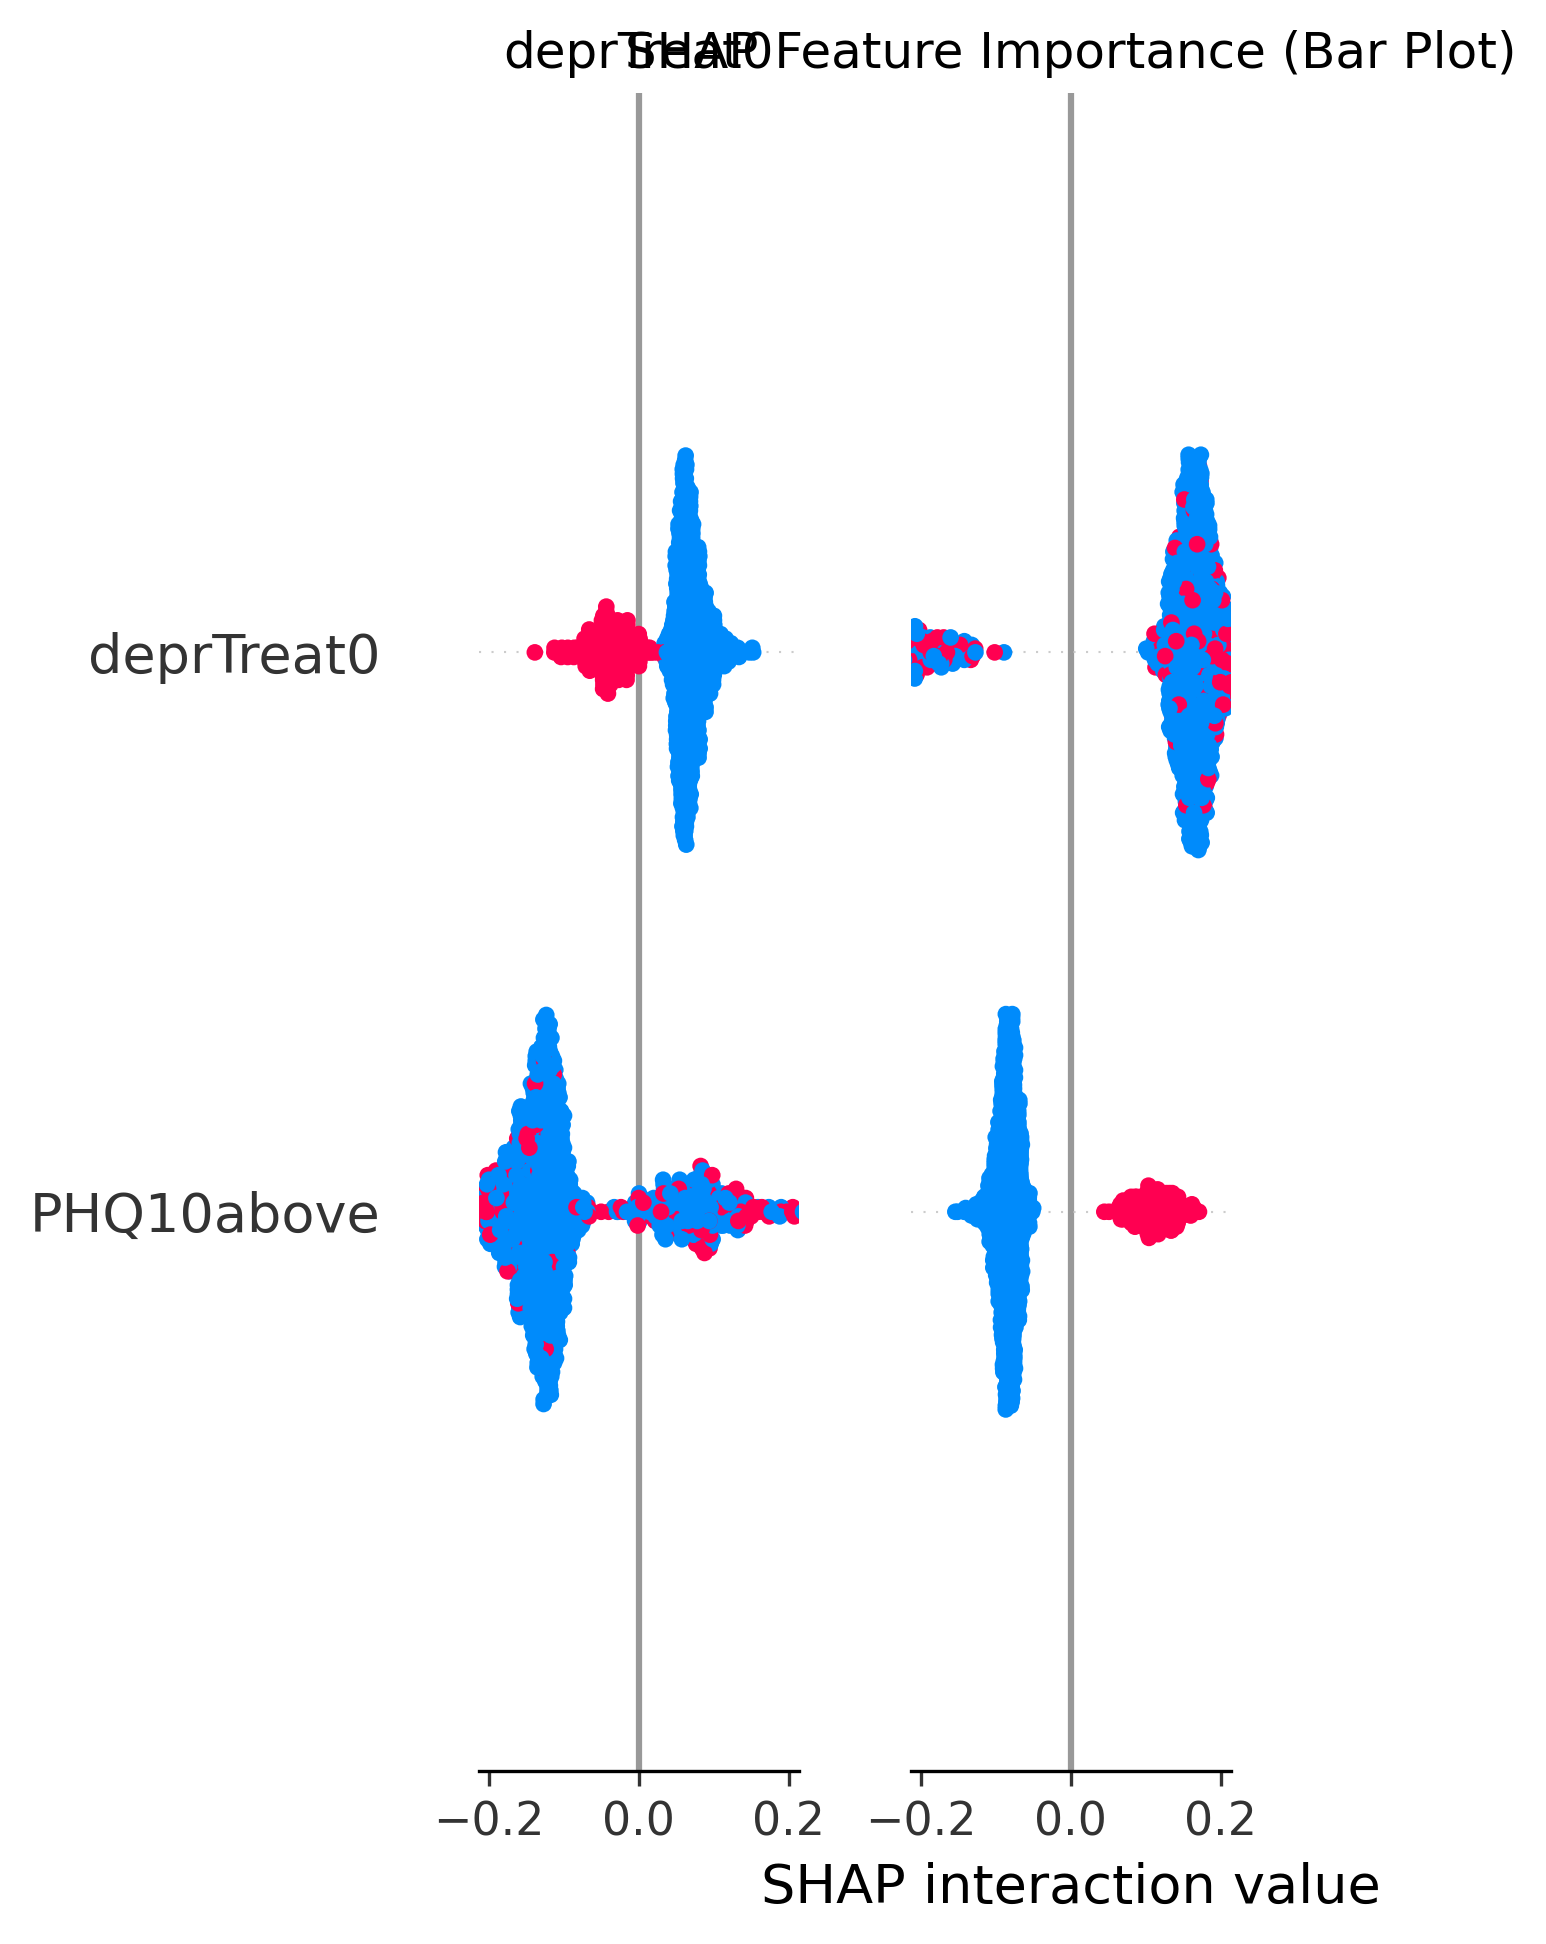 deprTreat0
SHAP Feature Importance (Bar Plot)
deprTreat0
PHQ10above
−0.2 0.0 0.2 −0.2 0.0 0.2
SHAP interaction value